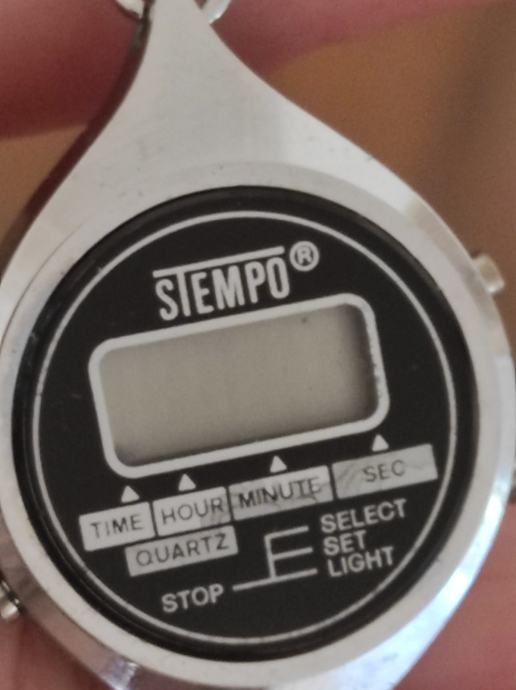 STEMPO®
TIME HOUR MINUTE SEC
QUARTZ
SELECT
SET
LIGHT
STOP